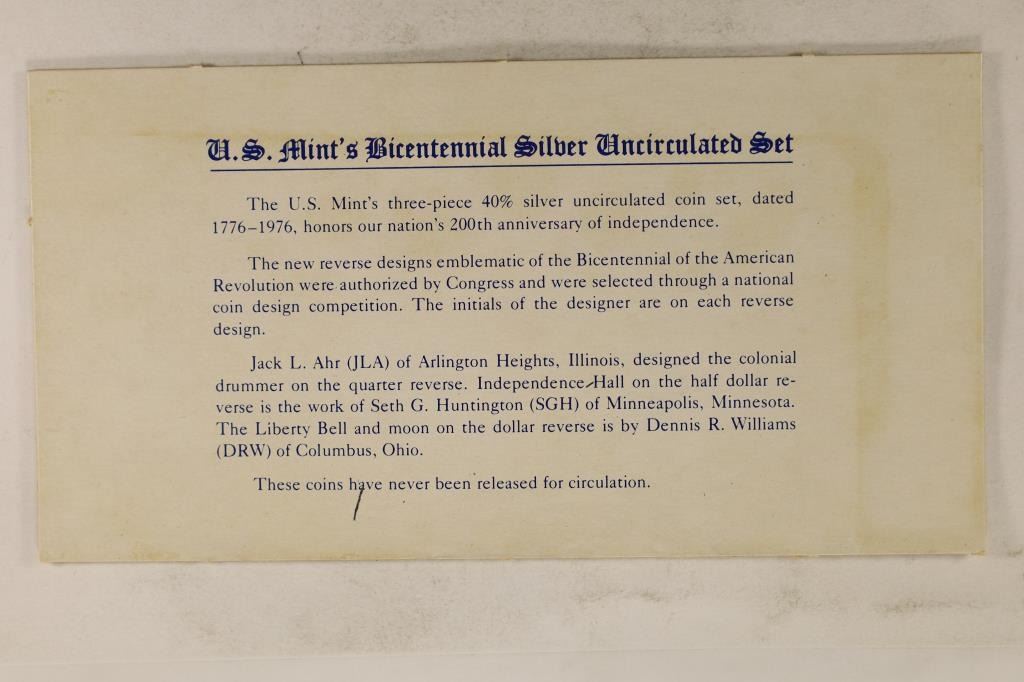 U.S. Mint's Bicentennial Silver Uncirculated Set
The U.S. Mint's three-piece 40% silver uncirculated coin set, dated
1776–1976, honors our nation's 200th anniversary of independence.
The new reverse designs emblematic of the Bicentennial of the American
Revolution were authorized by Congress and were selected through a national
coin design competition. The initials of the designer are on each reverse
design.
Jack L. Ahr (JLA) of Arlington Heights, Illinois, designed the colonial
drummer on the quarter reverse. Independence Hall on the half dollar re-
verse is the work of Seth G. Huntington (SGH) of Minneapolis, Minnesota.
The Liberty Bell and moon on the dollar reverse is by Dennis R. Williams
(DRW) of Columbus, Ohio.
These coins have never been released for circulation.